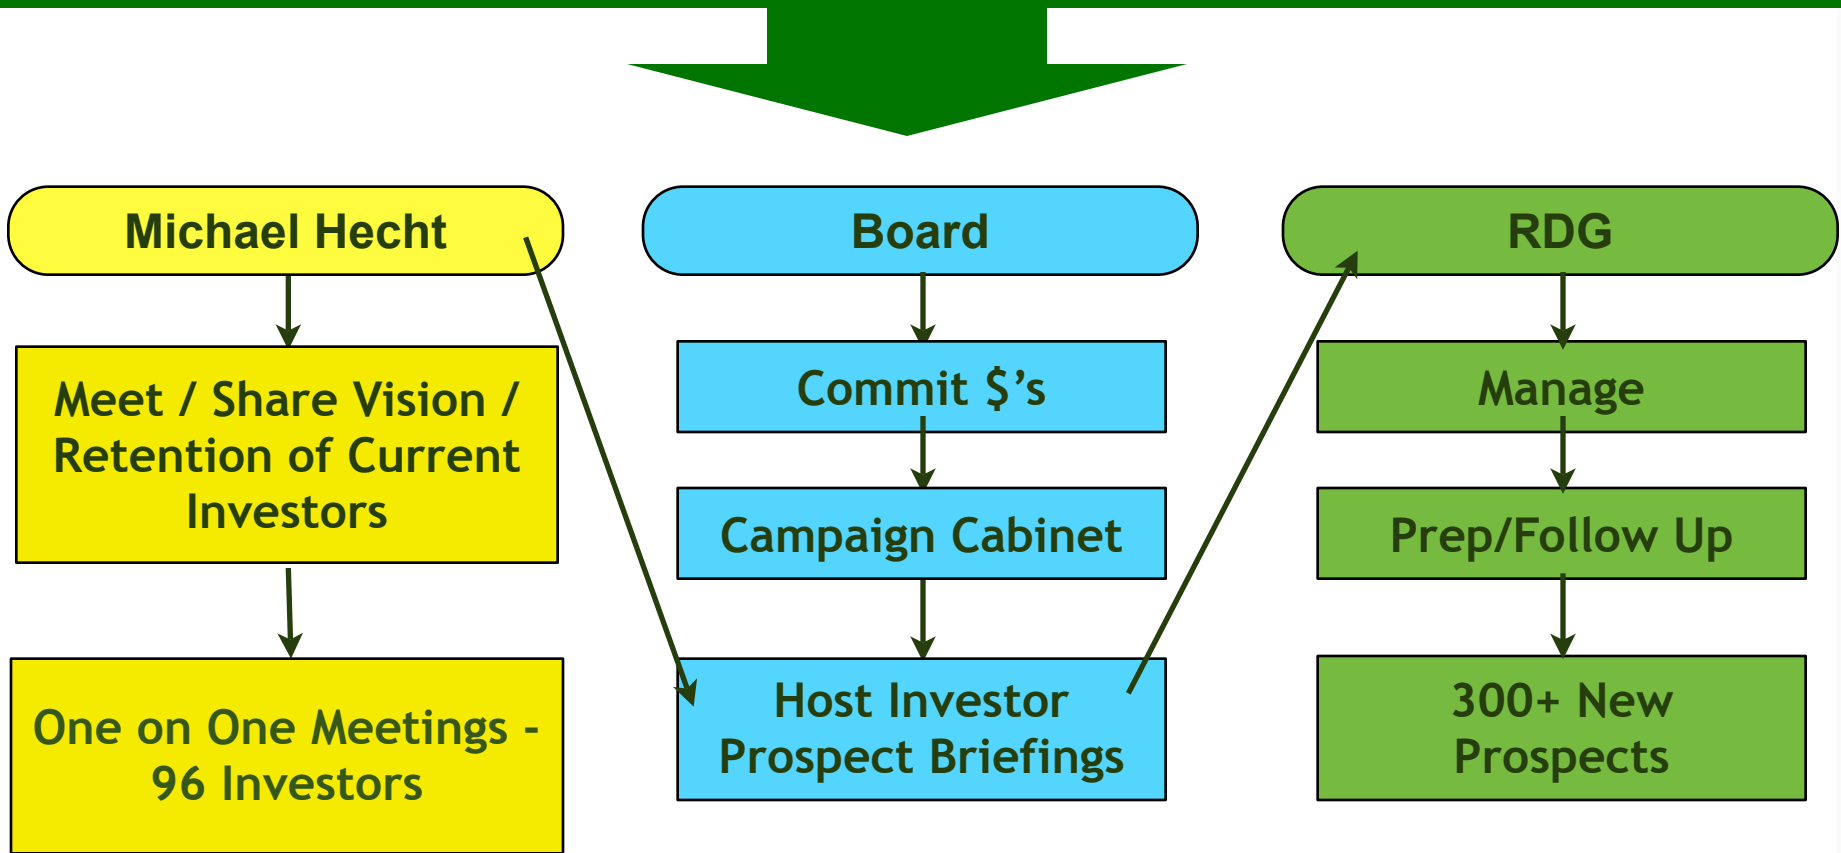 Michael Hecht
Meet / Share Vision /
Retention of Current
Investors
One on One Meetings -
96 Investors
Board
Commit $’s
Campaign Cabinet
Host Investor
Prospect Briefings
RDG
Manage
Prep/Follow Up
300+ New
Prospects